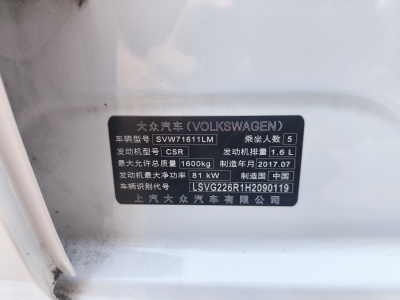 大众汽车(VOLKSWAGEN)
车辆型号 SVW71611LM 乘坐人数 5
发动机型号 CSR 发动机排量 1.6 L
最大允许总质量 1600kg 制造年月 2017.07
发动机最大净功率 81 kW 制造国 中国
车辆识别代号 LSVG226R1H2090119
上汽大众汽车有限公司